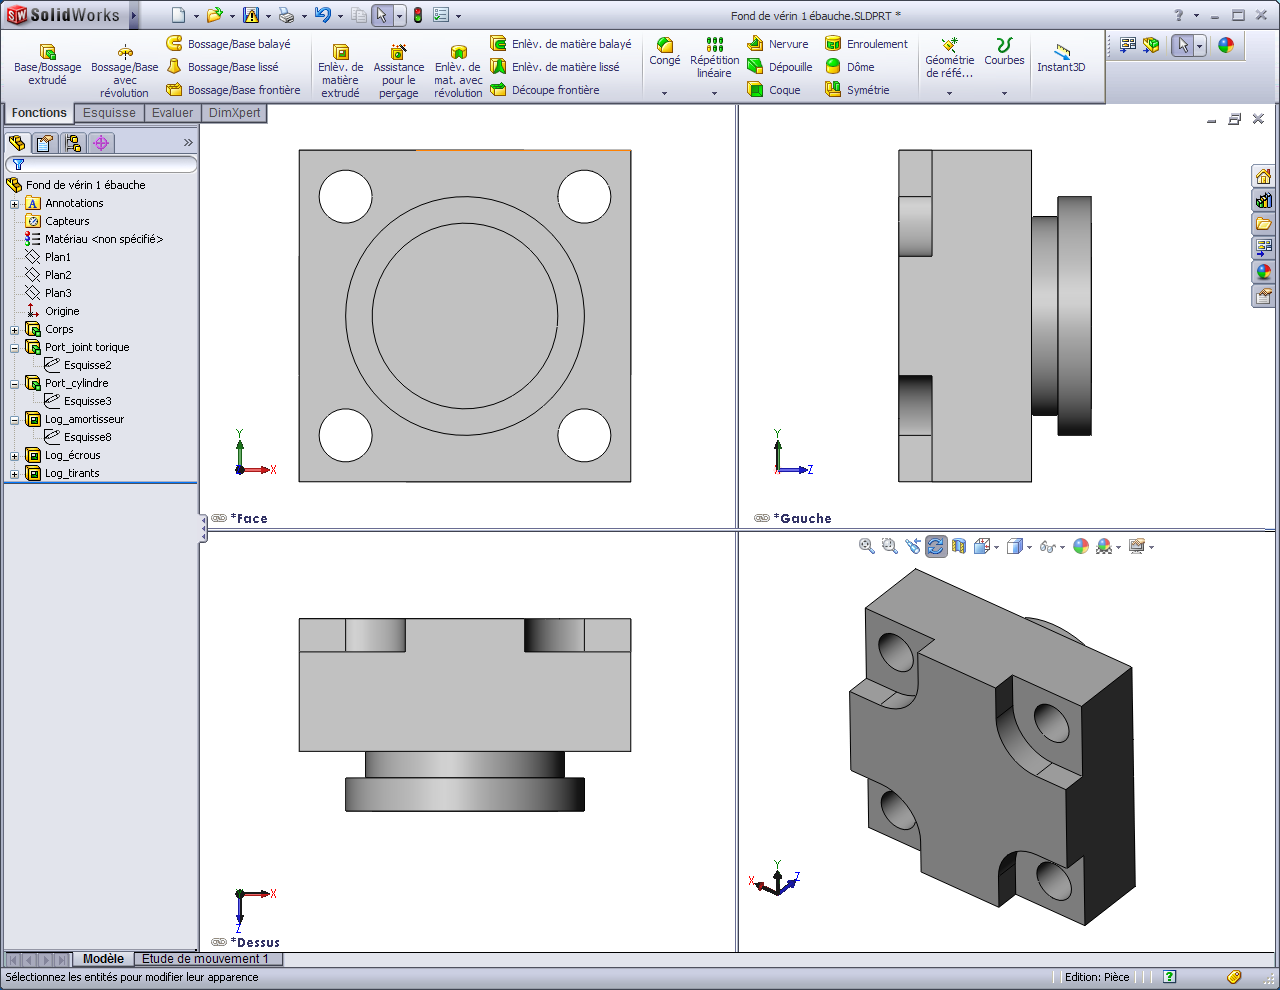 SolidWorks
Fond de vérin 1 ébauche.SLDPRT *
Base/Bossage extrudé
Bossage/Base avec révolution
Bossage/Base balayé
Bossage/Base lissé
Bossage/Base frontière
Enlèv. de matière extrudé
Assistance pour le perçage
Enlèv. de mat. avec révolution
Enlèv. de matière balayé
Enlèv. de matière lissé
Découpe frontière
Congé
Répétition linéaire
Nervure
Dépouille
Coque
Enroulement
Dôme
Symétrie
Géométrie de réfé...
Courbes
Instant3D
Fonctions
Esquisse
Evaluer
DimXpert
Fond de vérin 1 ébauche
Annotations
Capteurs
Matériau <non spécifié>
Plan1
Plan2
Plan3
Origine
Corps
Port_joint torique
Esquisse2
Port_cylindre
Esquisse3
Log_amortisseur
Esquisse8
Log_écrous
Log_tirants
Y
X
*Face
Y
X
Z
*Gauche
X
Z
*Dessus
Y
X
Z
Modèle
Etude de mouvement 1
Sélectionnez les entités pour modifier leur apparence
Edition: Pièce